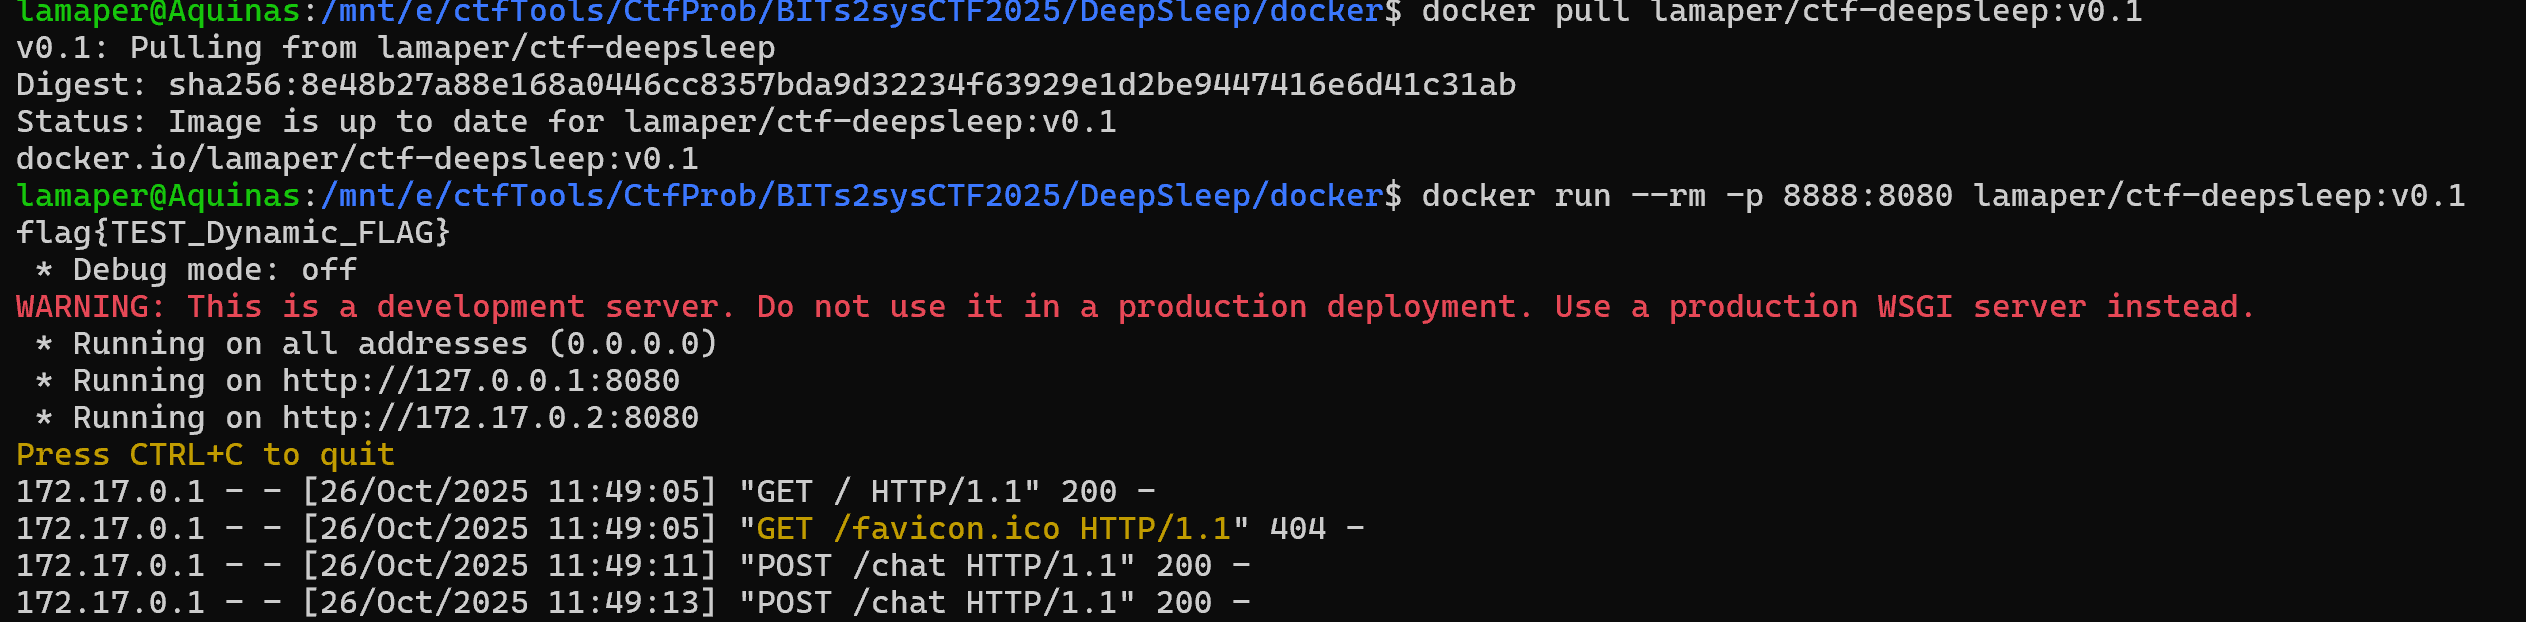 lamaper@Aquinas:/mnt/e/ctfTools/CtfProb/BITs2sysCTF2025/DeepSleep/docker$ docker pull lamaper/ctf-deepsleep:v0.1
v0.1: Pulling from lamaper/ctf-deepsleep
Digest: sha256:8e48b27a88e168a0446cc8357bda9d32234f63929e1d2be9447416e6d41c31ab
Status: Image is up to date for lamaper/ctf-deepsleep:v0.1
docker.io/lamaper/ctf-deepsleep:v0.1
lamaper@Aquinas:/mnt/e/ctfTools/CtfProb/BITs2sysCTF2025/DeepSleep/docker$ docker run --rm -p 8888:8080 lamaper/ctf-deepsleep:v0.1
flag{TEST_Dynamic_FLAG}
 * Debug mode: off
WARNING: This is a development server. Do not use it in a production deployment. Use a production WSGI server instead.
 * Running on all addresses (0.0.0.0)
 * Running on http://127.0.0.1:8080
 * Running on http://172.17.0.2:8080
Press CTRL+C to quit
172.17.0.1 - - [26/Oct/2025 11:49:05] "GET / HTTP/1.1" 200 -
172.17.0.1 - - [26/Oct/2025 11:49:05] "GET /favicon.ico HTTP/1.1" 404 -
172.17.0.1 - - [26/Oct/2025 11:49:11] "POST /chat HTTP/1.1" 200 -
172.17.0.1 - - [26/Oct/2025 11:49:13] "POST /chat HTTP/1.1" 200 -